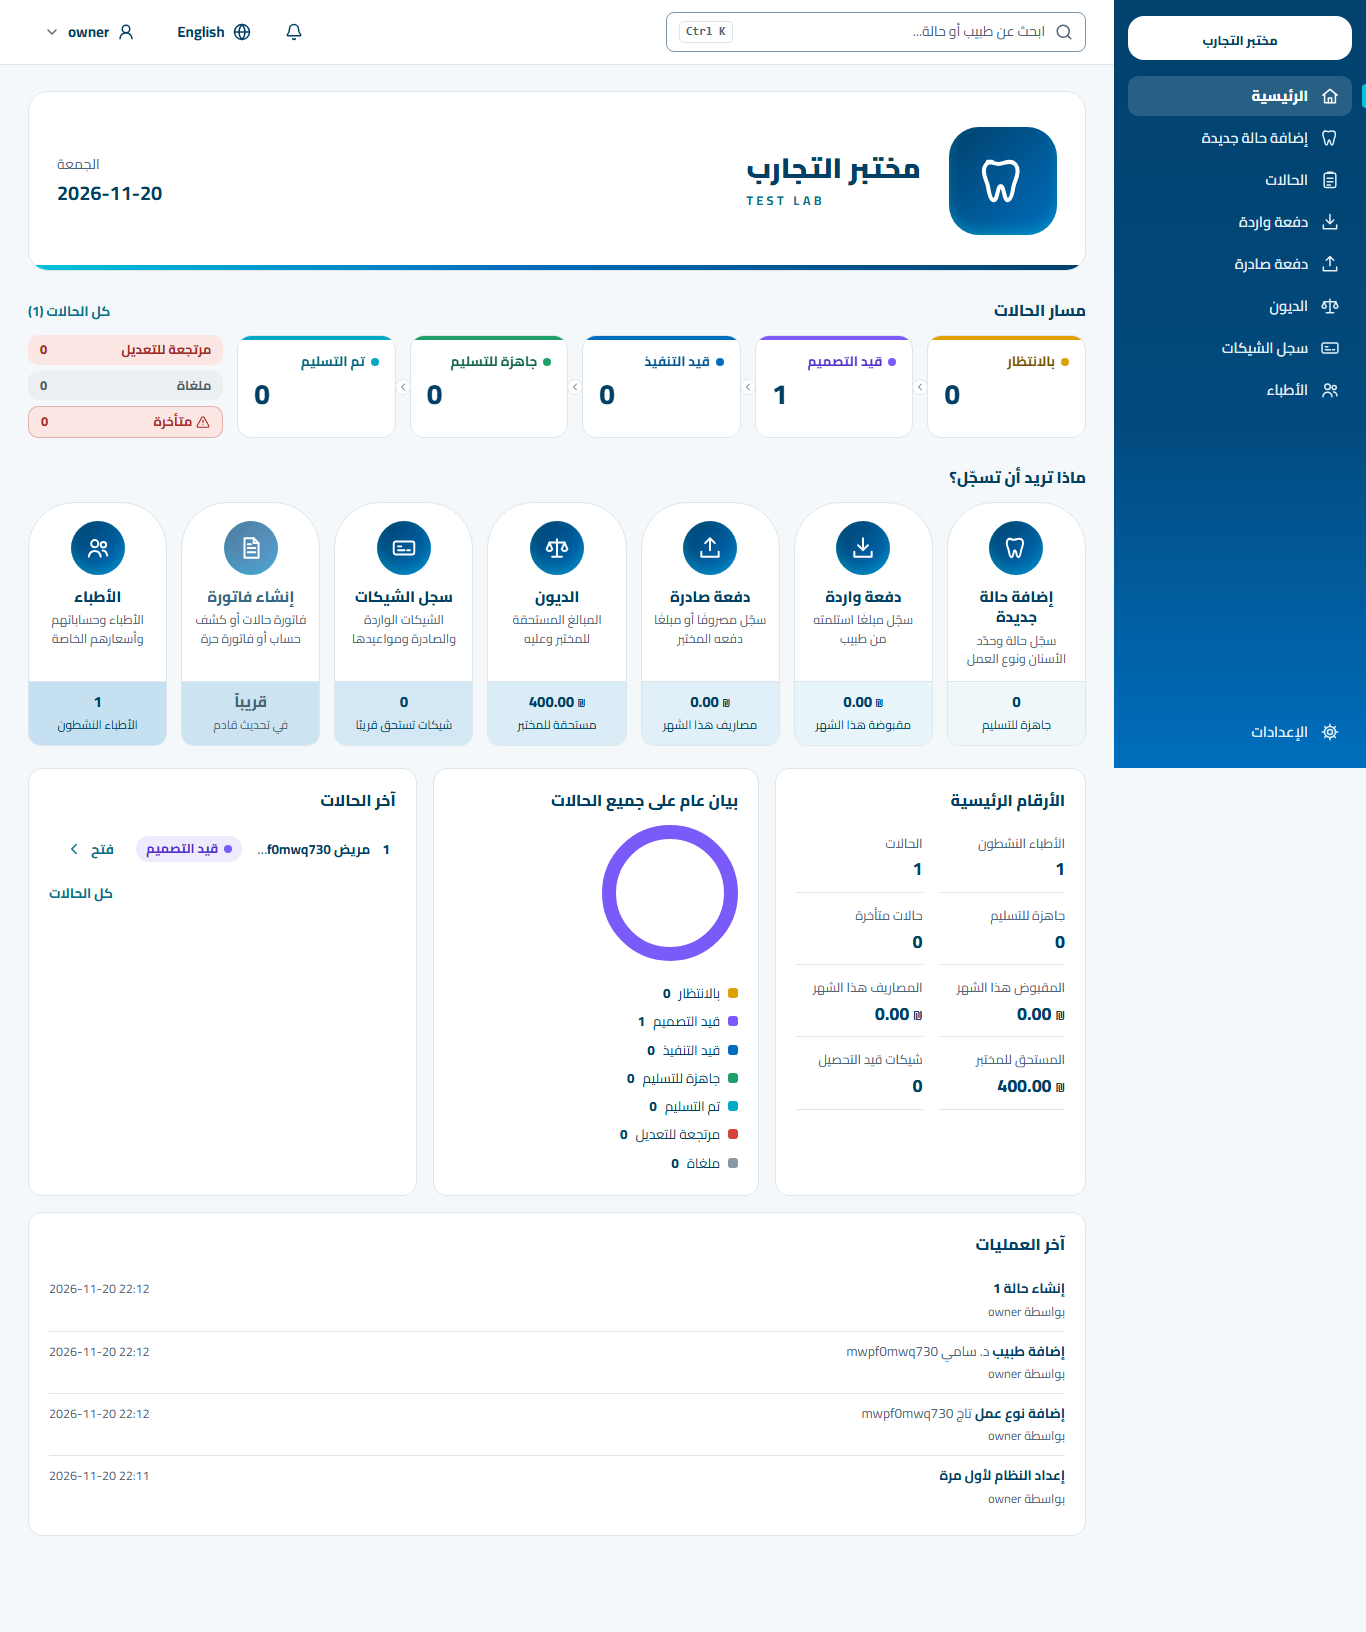 مختبر التجارب
الرئيسية
إضافة حالة جديدة
الحالات
دفعة واردة
دفعة صادرة
الديون
سجل الشيكات
الأطباء
الإعدادات
ابحث عن طبيب أو حالة...
Ctrl K
English
owner
مختبر التجارب
TEST LAB
الجمعة
2026-11-20
مسار الحالات
كل الحالات (1)
بالانتظار
0
قيد التصميم
1
قيد التنفيذ
0
جاهزة للتسليم
0
تم التسليم
0
مرتجعة للتعديل 0
ملغاة 0
متأخرة 0
ماذا تريد أن تسجّل؟
إضافة حالة
جديدة
سجّل حالة وحدّد
الأسنان ونوع العمل
0
جاهزة للتسليم
دفعة واردة
سجّل مبلغًا استلمته
من طبيب
₪ 0.00
مقبوضة هذا الشهر
دفعة صادرة
سجّل مصروفًا أو مبلغًا
دفعه المختبر
₪ 0.00
مصاريف هذا الشهر
الديون
المبالغ المستحقة
للمختبر وعليه
₪ 400.00
مستحقة للمختبر
سجل الشيكات
الشيكات الواردة
والصادرة ومواعيدها
0
شيكات تستحق قريبًا
إنشاء فاتورة
فاتورة حالات أو كشف
حساب أو فاتورة حرة
قريباً
في تحديث قادم
الأطباء
الأطباء وحساباتهم
وأسعارهم الخاصة
1
الأطباء النشطون
الأرقام الرئيسية
الأطباء النشطون
1
الحالات
1
جاهزة للتسليم
0
حالات متأخرة
0
المقبوض هذا الشهر
₪ 0.00
المصاريف هذا الشهر
₪ 0.00
المستحق للمختبر
₪ 400.00
شيكات قيد التحصيل
0
بيان عام على جميع الحالات
بالانتظار 0
قيد التصميم 1
قيد التنفيذ 0
جاهزة للتسليم 0
تم التسليم 0
مرتجعة للتعديل 0
ملغاة 0
آخر الحالات
1 مريض f0mwq730... قيد التصميم فتح
كل الحالات
آخر العمليات
إنشاء حالة 1
2026-11-20 22:12
بواسطة owner
إضافة طبيب د. سامي mwpf0mwq730
2026-11-20 22:12
بواسطة owner
إضافة نوع عمل تاج mwpf0mwq730
2026-11-20 22:12
بواسطة owner
إعداد النظام لأول مرة
2026-11-20 22:11
بواسطة owner